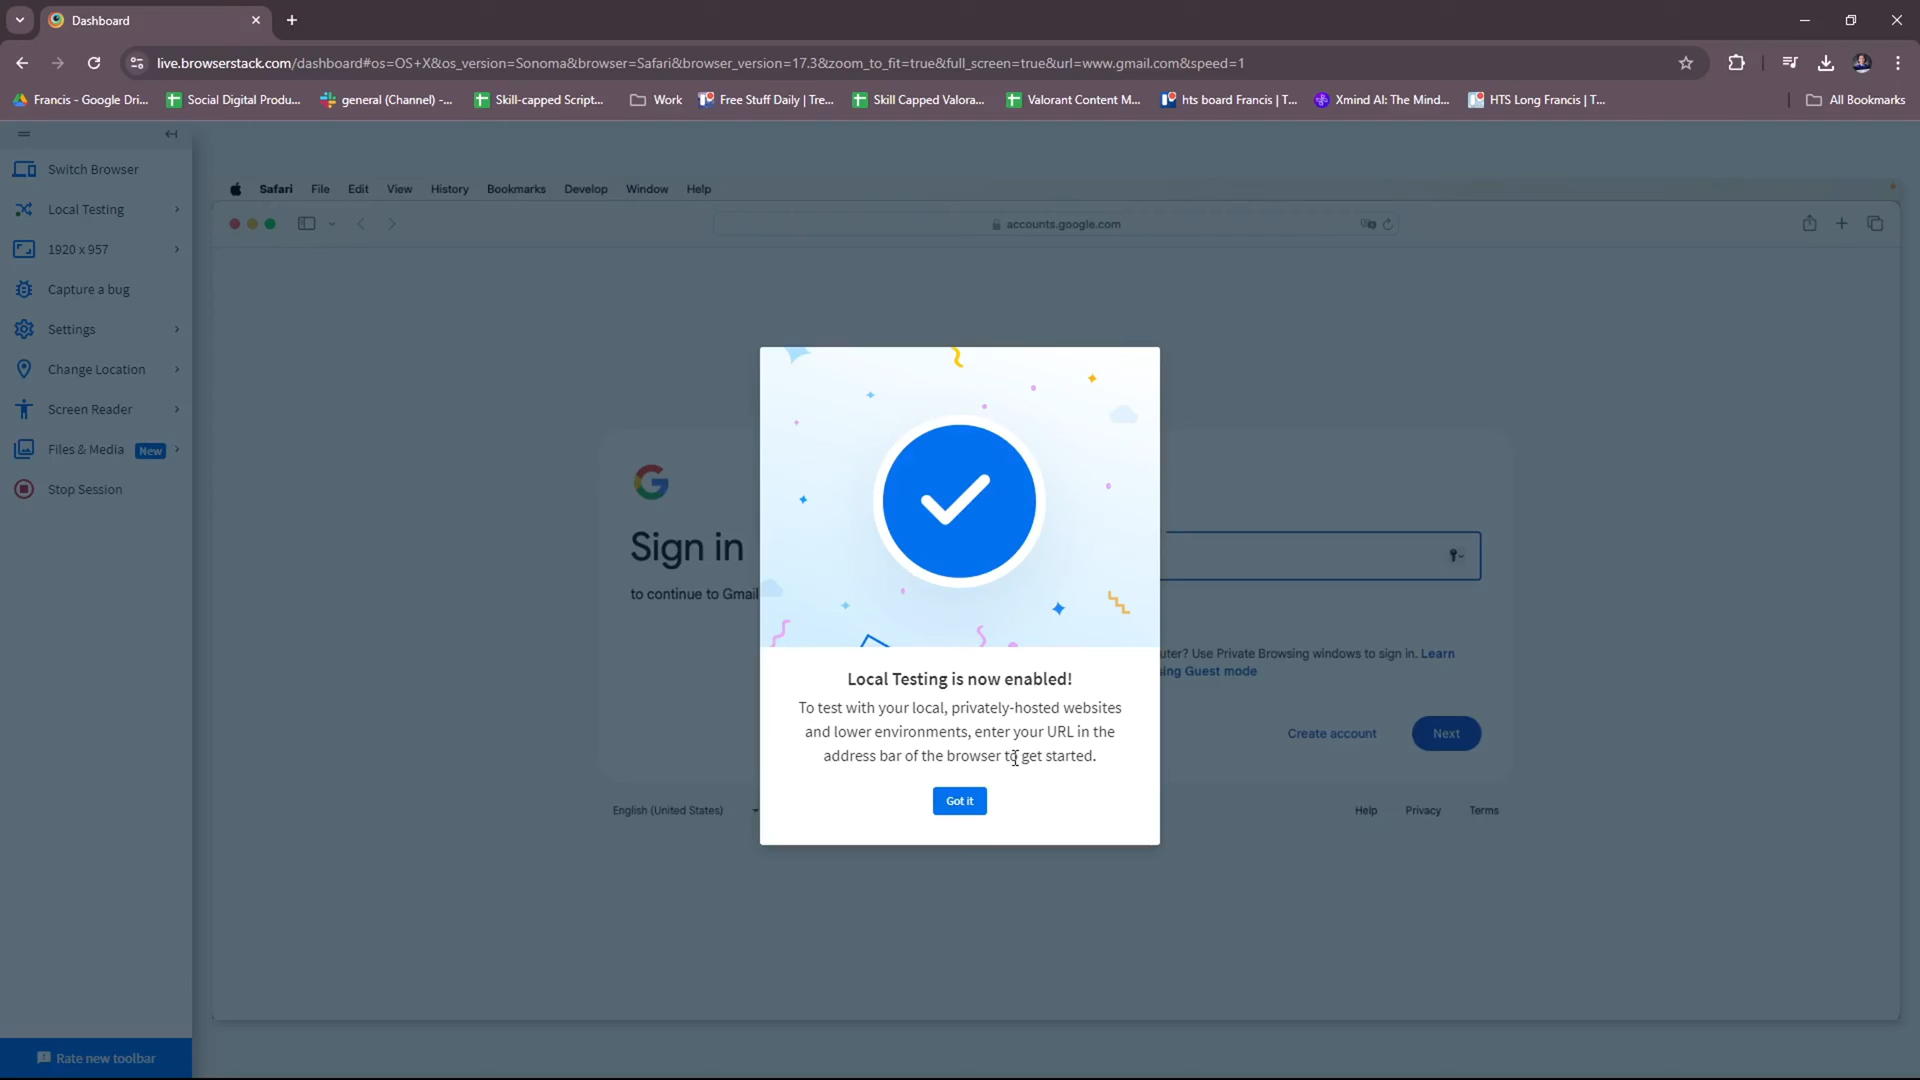 Dashboard
live.browserstack.com/dashboard#os=OS+X&os_version=Sonoma&browser=Safari&browser_version=17.3&zoom_to_fit=true&full_screen=true&url=www.gmail.com&speed=1
Francis - Google Dri...
Social Digital Produ...
general (Channel) -...
Skill-capped Script...
Work
Free Stuff Daily | Tre...
Skill Capped Valora...
Valorant Content M...
hts board Francis | T...
Xmind AI: The Mind...
HTS Long Francis | T...
All Bookmarks
Switch Browser
Local Testing
1920 x 957
Capture a bug
Settings
Change Location
Screen Reader
Files & Media New
Stop Session
Rate new toolbar
Safari File Edit View History Bookmarks Develop Window Help
accounts.google.com
Sign in
to continue to Gmail
uter? Use Private Browsing windows to sign in. Learn
ing Guest mode
Create account
Next
English (United States)
Help Privacy Terms
Local Testing is now enabled!
To test with your local, privately-hosted websites
and lower environments, enter your URL in the
address bar of the browser to get started.
Got it